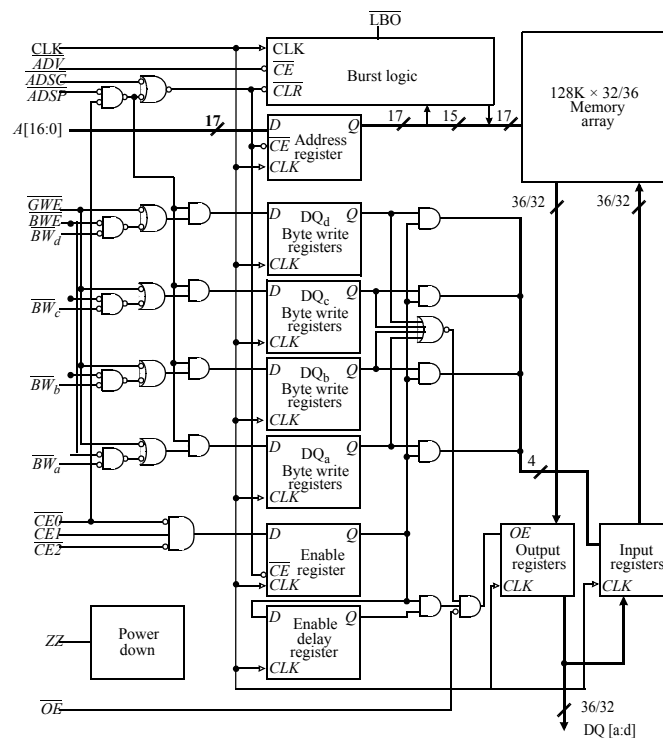 LBO
CLK
ADV
ADSC
ADSP
A[16:0]
17
CLK
CE
CLR
Burst logic
D
Q
CE
CLK
Address
register
17
15
17
128K × 32/36
Memory
array
36/32
36/32
GWE
BWE
BWd
D
DQd
Q
Byte write
registers
CLK
BWc
D
DQc
Q
Byte write
registers
CLK
BWb
D
DQb
Q
Byte write
registers
CLK
BWa
D
DQa
Q
Byte write
registers
CLK
4
CE0
CE1
CE2
D
Q
Enable
register
CE
CLK
OE
Output
registers
CLK
Input
registers
CLK
D
Q
Enable
delay
register
CLK
ZZ
Power
down
OE
36/32
DQ [a:d]